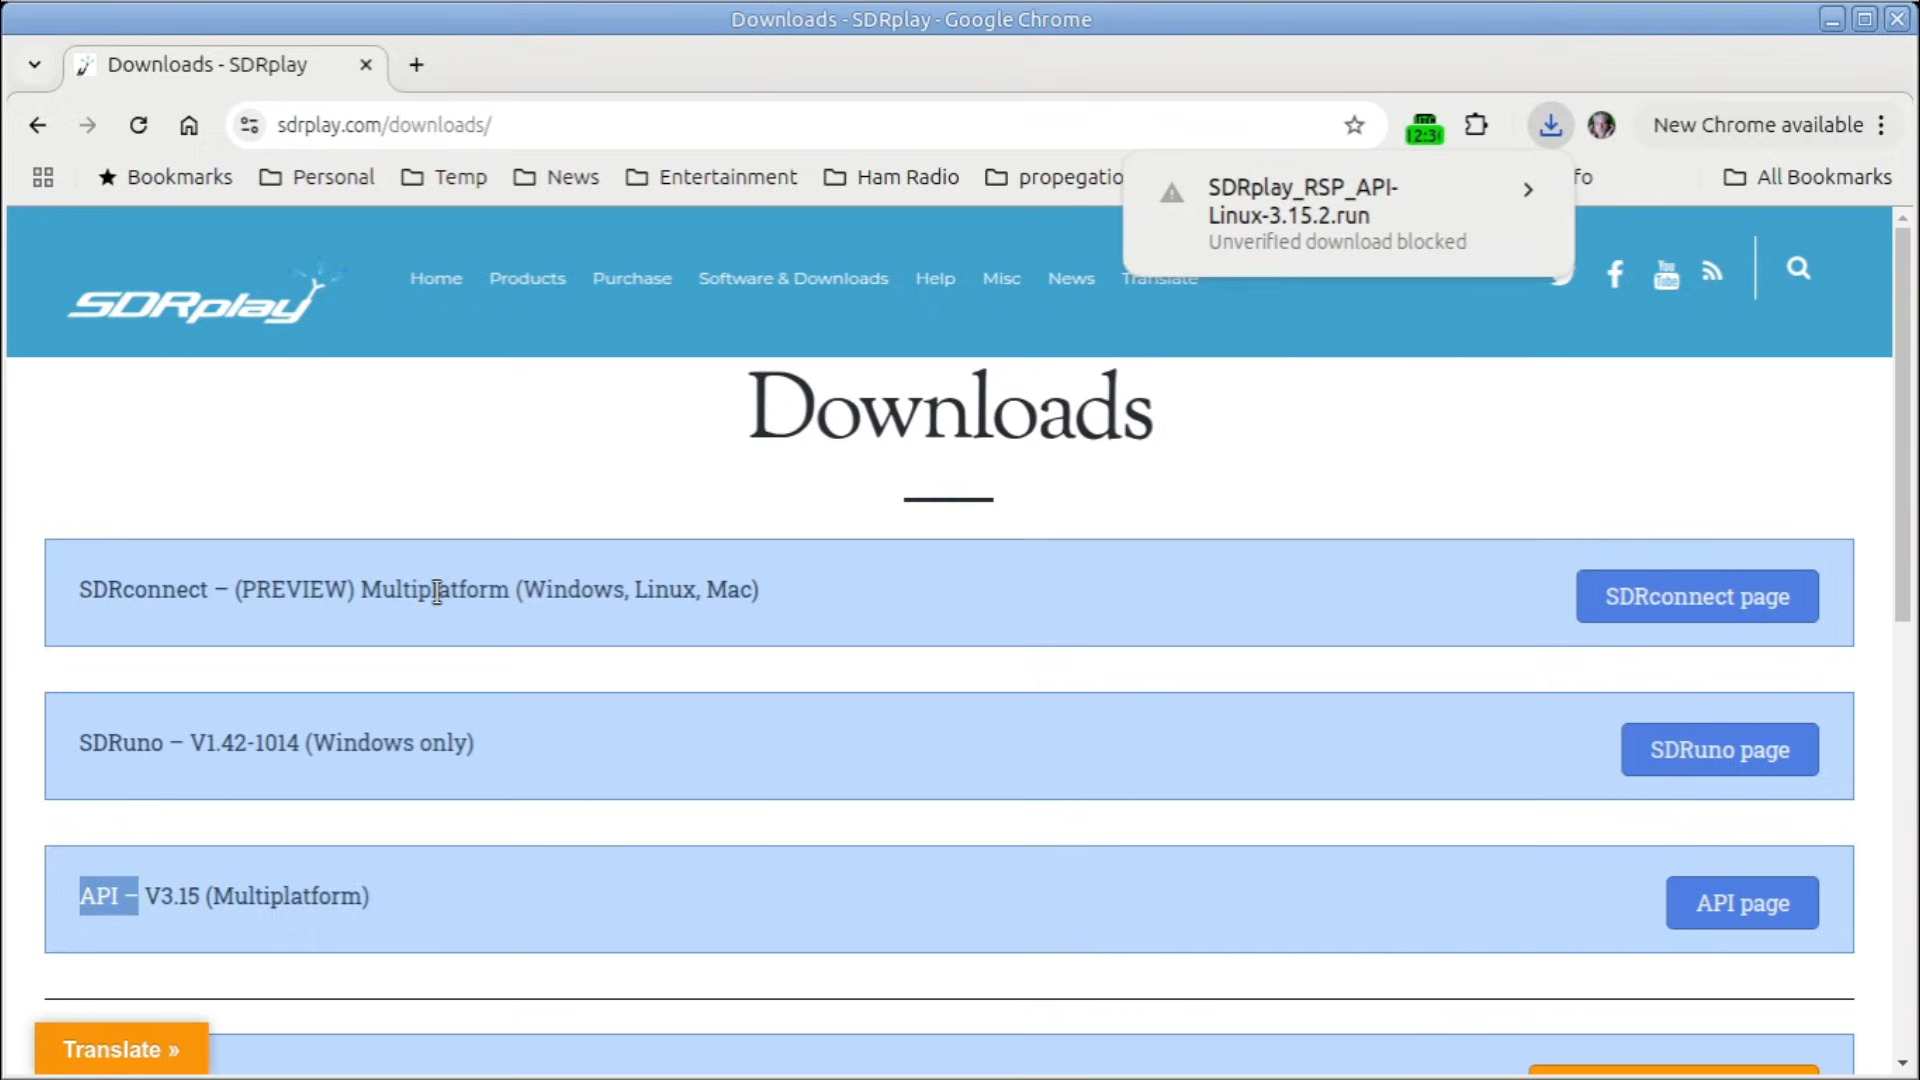 Downloads - SDRplay - Google Chrome
Downloads - SDRplay
sdrplay.com/downloads/
New Chrome available
Bookmarks
Personal
Temp
News
Entertainment
Ham Radio
propegatio
fo
All Bookmarks
SDRplay_RSP_API-
Linux-3.15.2.run
Unverified download blocked
SDRplay
Home
Products
Purchase
Software & Downloads
Help
Misc
News
Translate
You
Tube
Downloads
SDRconnect – (PREVIEW) Multiplatform (Windows, Linux, Mac)
SDRconnect page
SDRuno – V1.42-1014 (Windows only)
SDRuno page
API – V3.15 (Multiplatform)
API page
Translate »